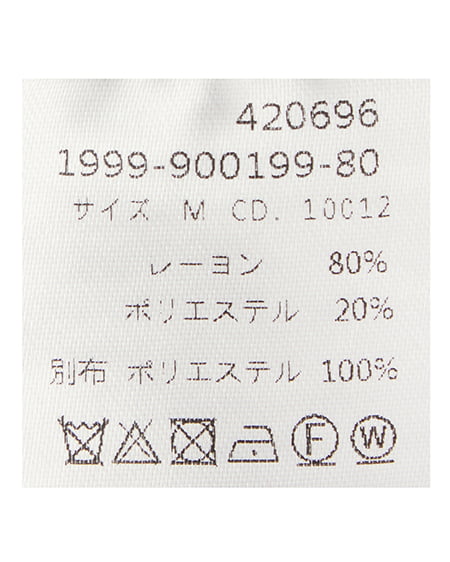 420696
1999-900199-80
サイズ M CD. 10012
レーヨン 80%
ポリエステル 20%
別布 ポリエステル 100%
F W